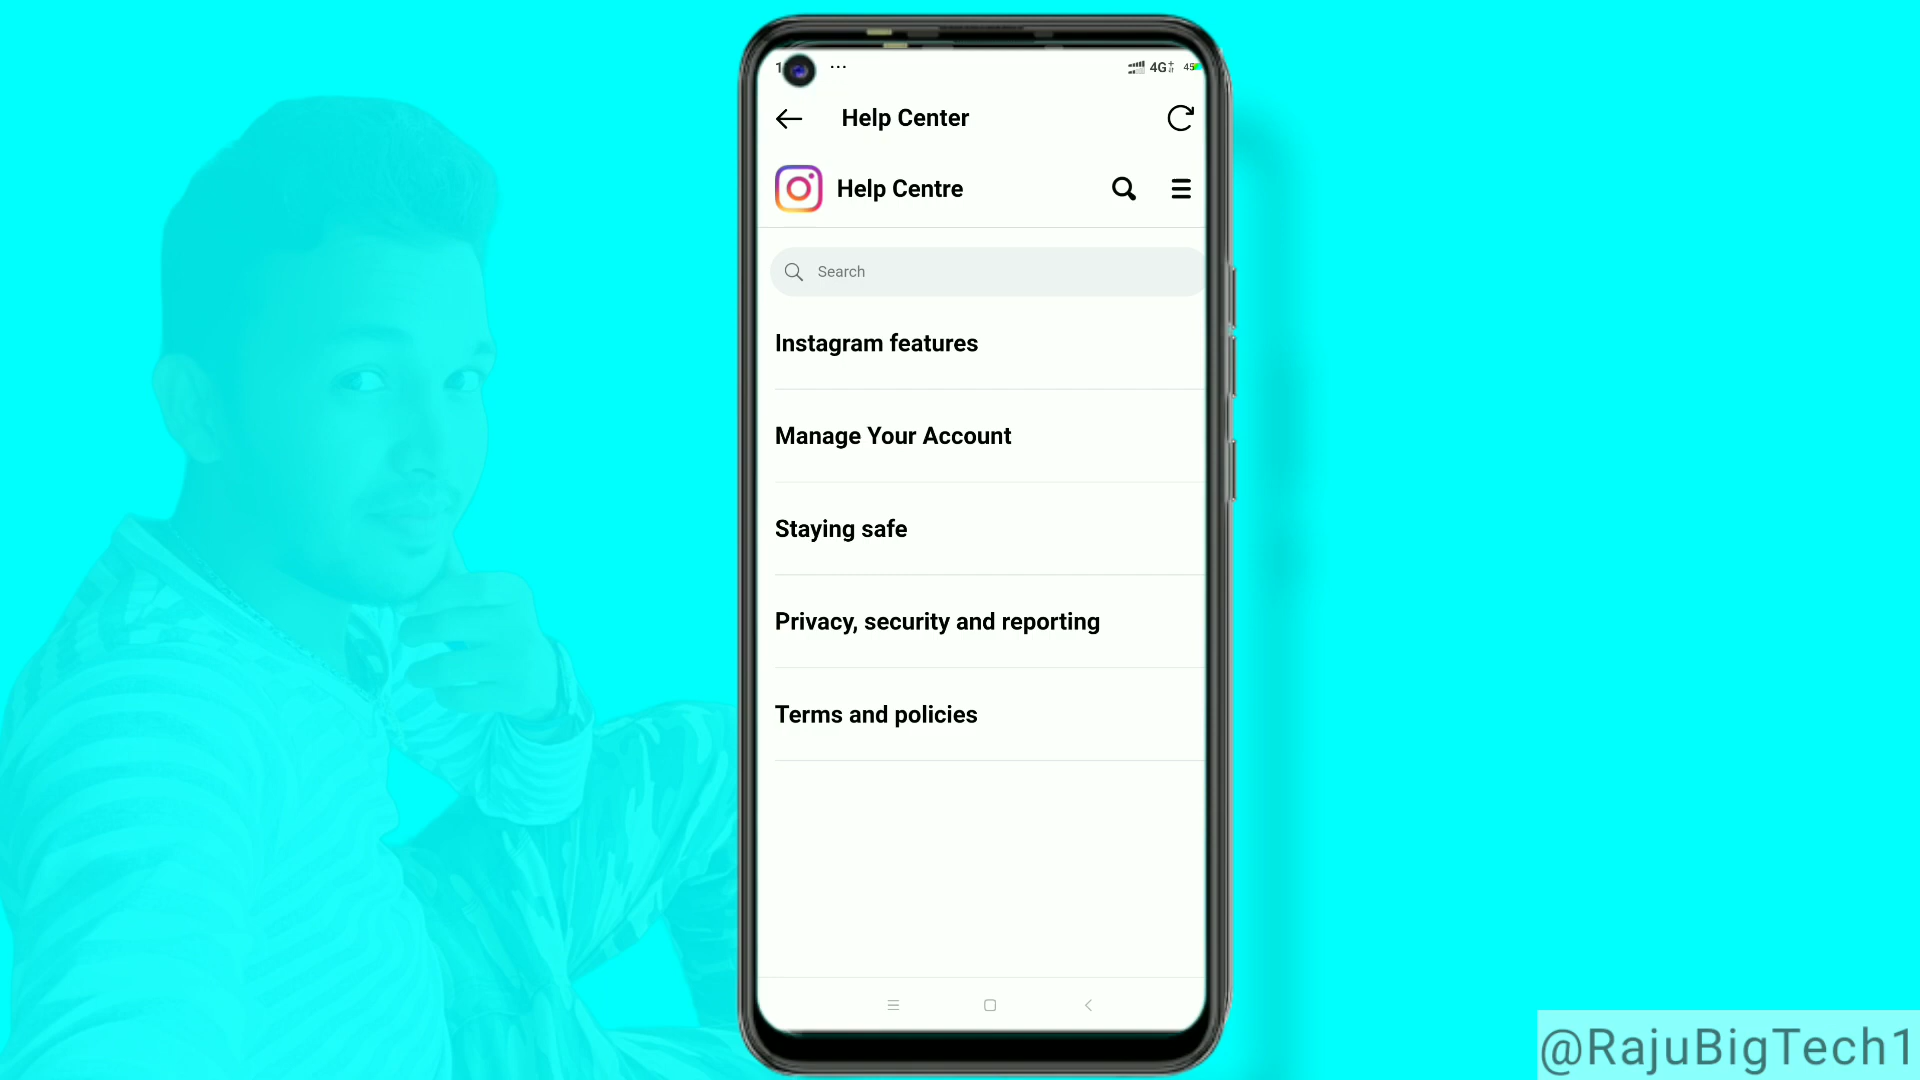 4G+ 45
Help Center
Help Centre
Search
Instagram features
Manage Your Account
Staying safe
Privacy, security and reporting
Terms and policies
@RajuBigTech1